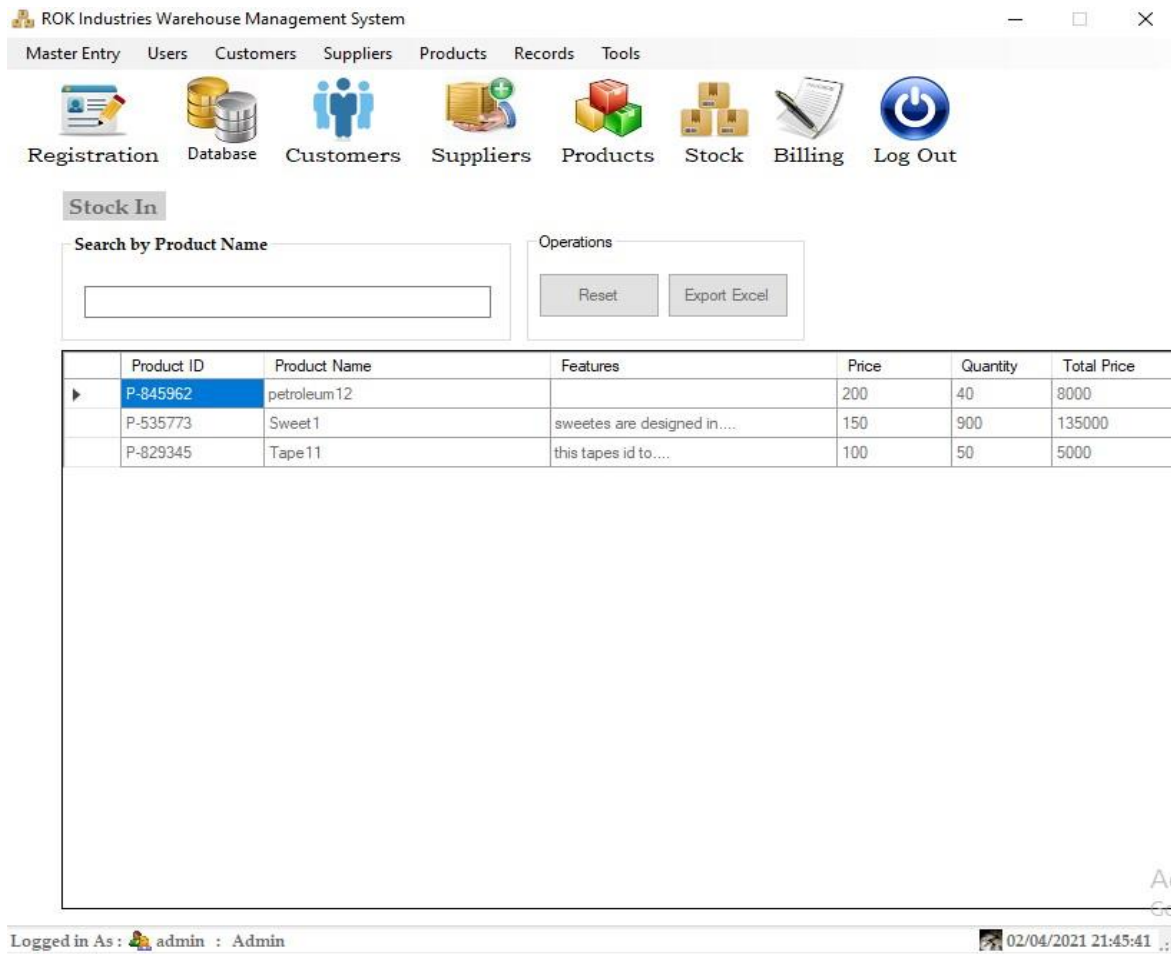 ROK Industries Warehouse Management System
Master Entry Users Customers Suppliers Products Records Tools
Registration Database Customers Suppliers Products Stock Billing Log Out
Stock In
Search by Product Name
Operations
Reset Export Excel
Product ID Product Name Features Price Quantity Total Price
P-845962 petroleum12 200 40 8000
P-535773 Sweet1 sweetes are designed in.... 150 900 135000
P-829345 Tape11 this tapes id to.... 100 50 5000
Logged in As : admin : Admin 02/04/2021 21:45:41